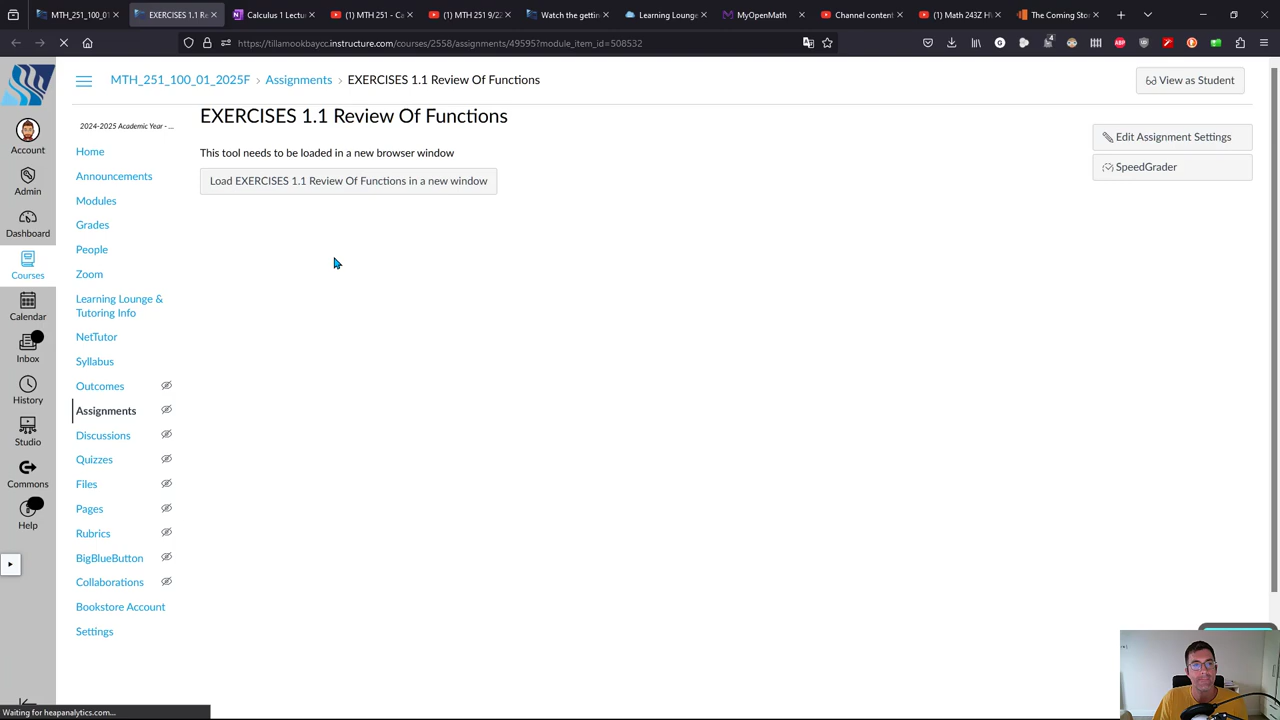 MTH_251_100_01
EXERCISES 1.1 Re
Calculus 1 Lectu
MTH 251 - Ca
MTH 251 9/22
Watch the gettin
Learning Lounge
MyOpenMath
Channel content
Math 243Z H
The Coming Sto
https://tillamookbaycc.instructure.com/courses/2558/assignments/49595?module_item_id=508532
MTH_251_100_01_2025F › Assignments › EXERCISES 1.1 Review Of Functions
View as Student
Account
Admin
Dashboard
Courses
Calendar
Inbox
History
Studio
Commons
Help
2024-2025 Academic Year - ...
Home
Announcements
Modules
Grades
People
Zoom
Learning Lounge &
Tutoring Info
NetTutor
Syllabus
Outcomes
Assignments
Discussions
Quizzes
Files
Pages
Rubrics
BigBlueButton
Collaborations
Bookstore Account
Settings
EXERCISES 1.1 Review Of Functions
This tool needs to be loaded in a new browser window
Load EXERCISES 1.1 Review Of Functions in a new window
Edit Assignment Settings
SpeedGrader
Waiting for heapanalytics.com...